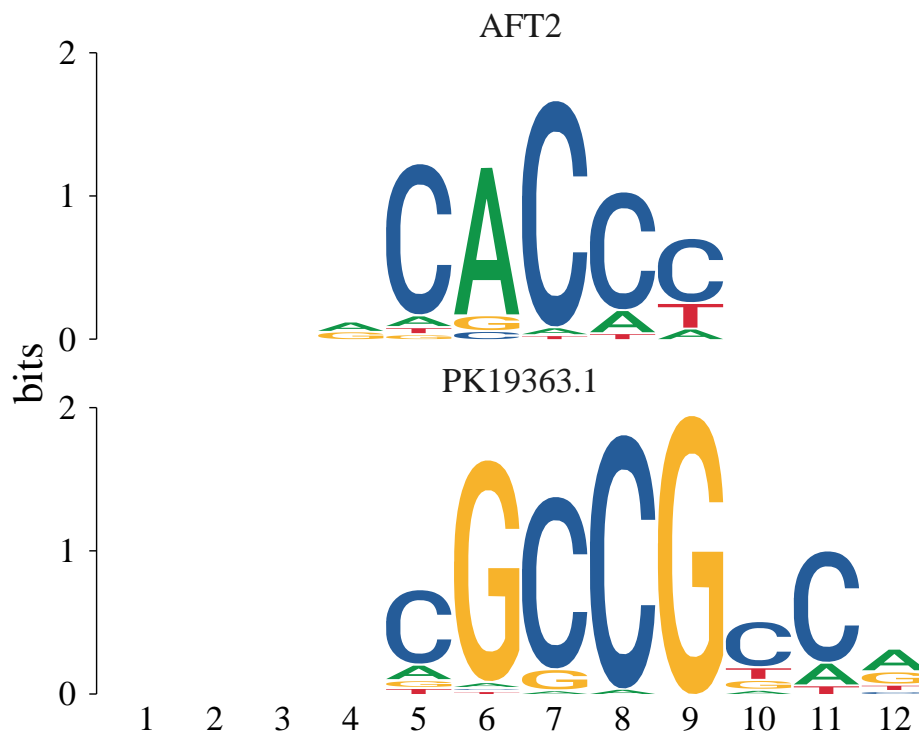 AFT2
2
1
0
G A
G T A C
C G A
T A C
T A C
A T C
bits
PK19363.1
2
1
0
T G A C
T A G
A G C
A C
G
A G T C
T A C
C T G A
1 2 3 4 5 6 7 8 9 10 11 12